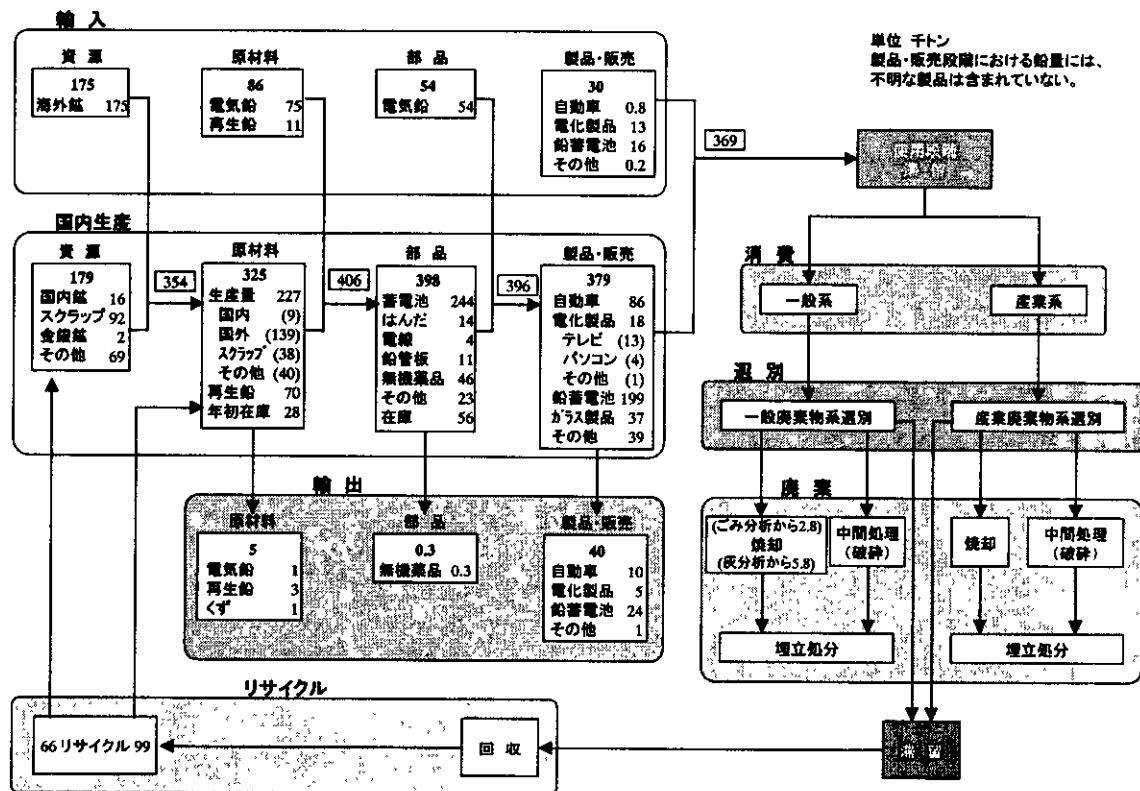 輸 入
単位 千トン
製品・販売段階における鉛量には、
不明な製品は含まれていない。
資 源
175
海外鉱 175
原材料
86
電気鉛 75
再生鉛 11
部 品
54
電気鉛 54
製品・販売
30
自動車 0.8
電化製品 13
鉛蓄電池 16
その他 0.2
369
国内生産
資 源
179
国内鉱 16
スクラップ 92
金銀鉱 2
その他 69
354
原材料
325
生産量 227
国内 (9)
国外 (139)
スクラップ (38)
その他 (40)
再生鉛 70
年初在庫 28
406
部 品
398
蓄電池 244
はんだ 14
電線 4
鉛管板 11
無機薬品 46
その他 23
在庫 56
396
製品・販売
379
自動車 86
電化製品 18
テレビ (13)
パソコン (4)
その他 (1)
鉛蓄電池 199
ガラス製品 37
その他 39
消 費
一般系
産業系
選 別
一般廃棄物系選別
産業廃棄物系選別
輸 出
原材料
5
電気鉛 1
再生鉛 3
くず 1
部 品
0.3
無機薬品 0.3
製品・販売
40
自動車 10
電化製品 5
鉛蓄電池 24
その他 1
廃 棄
(ごみ分析から2.8)
焼却
(灰分析から5.8)
中間処理
(破砕)
焼却
中間処理
(破砕)
埋立処分
埋立処分
リサイクル
66 リサイクル 99
回 収